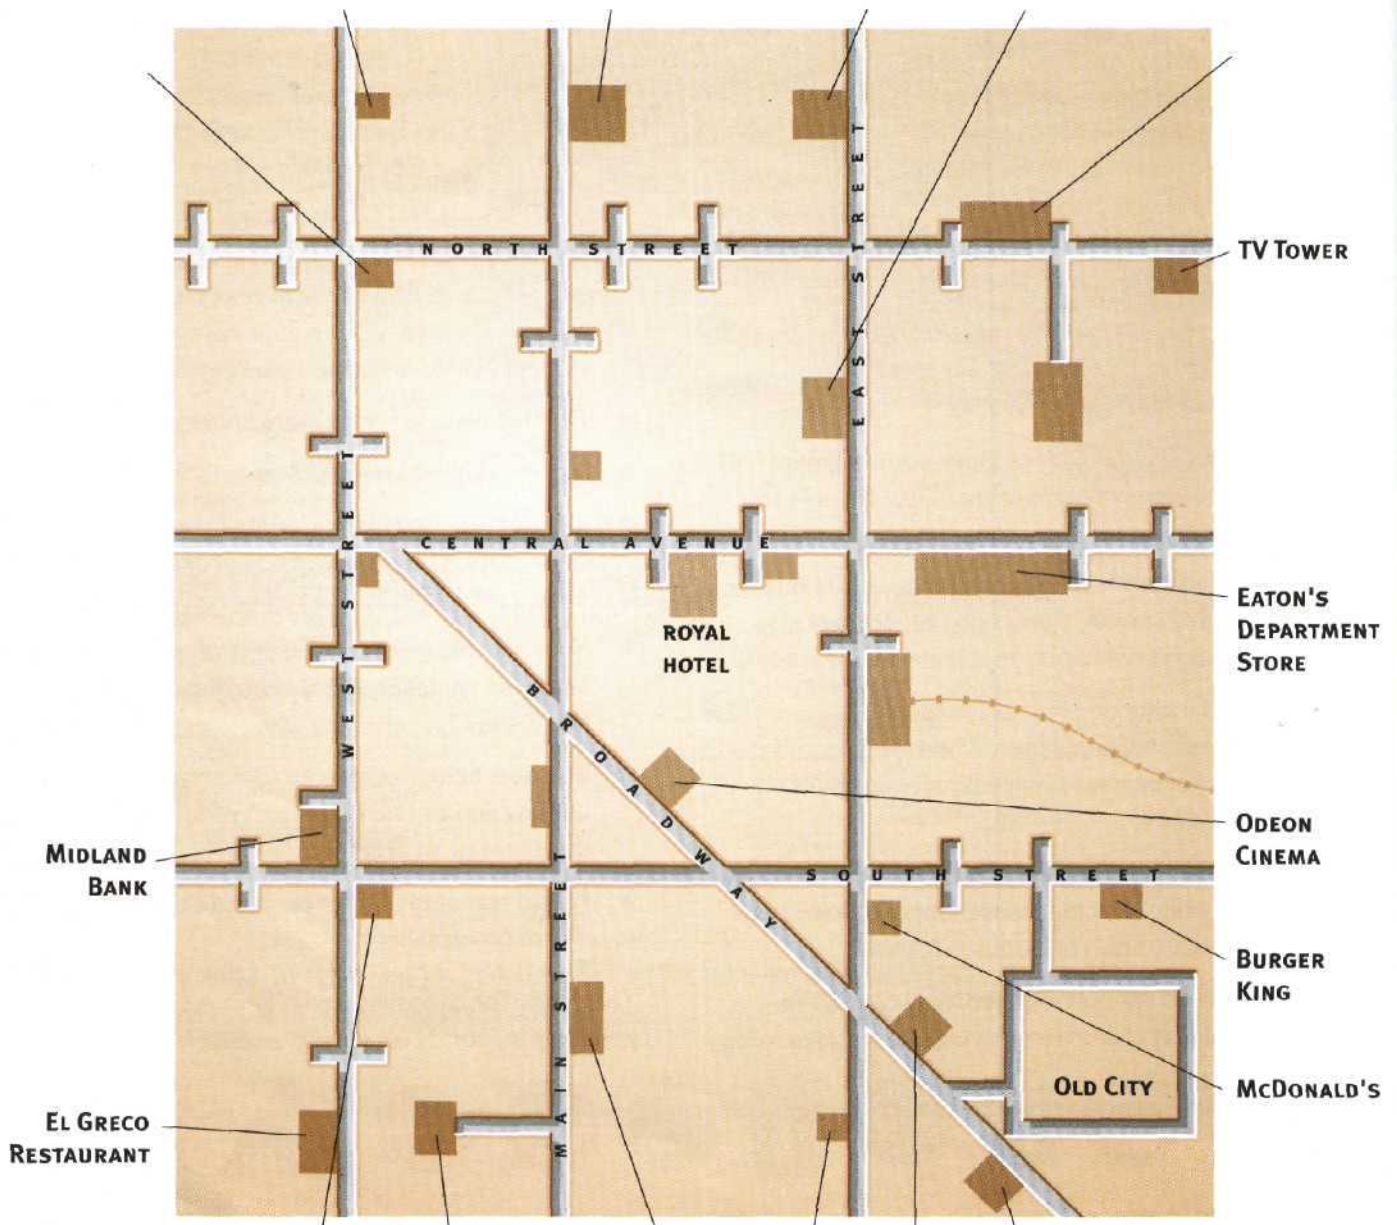 NORTH STREET
TV TOWER
EAST STREET
CENTRAL AVENUE
WEST STREET
ROYAL
HOTEL
EATON'S
DEPARTMENT
STORE
BROADWAY
ODEON
CINEMA
MIDLAND
BANK
SOUTH STREET
MAIN STREET
BURGER
KING
OLD CITY
MCDONALD'S
EL GRECO
RESTAURANT